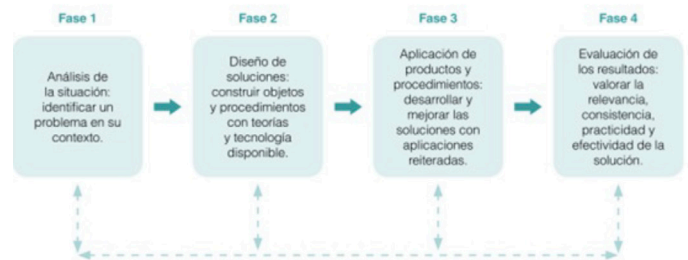 Fase 1
Análisis de
la situación:
identificar un
problema en su
contexto.
Fase 2
Diseño de
soluciones:
construir objetos
y procedimientos
con teorías
y tecnología
disponible.
Fase 3
Aplicación de
productos y
procedimientos:
desarrollar y
mejorar las
soluciones con
aplicaciones
reiteradas.
Fase 4
Evaluación de
los resultados:
valorar la
relevancia,
consistencia,
practicidad y
efectividad de la
solución.